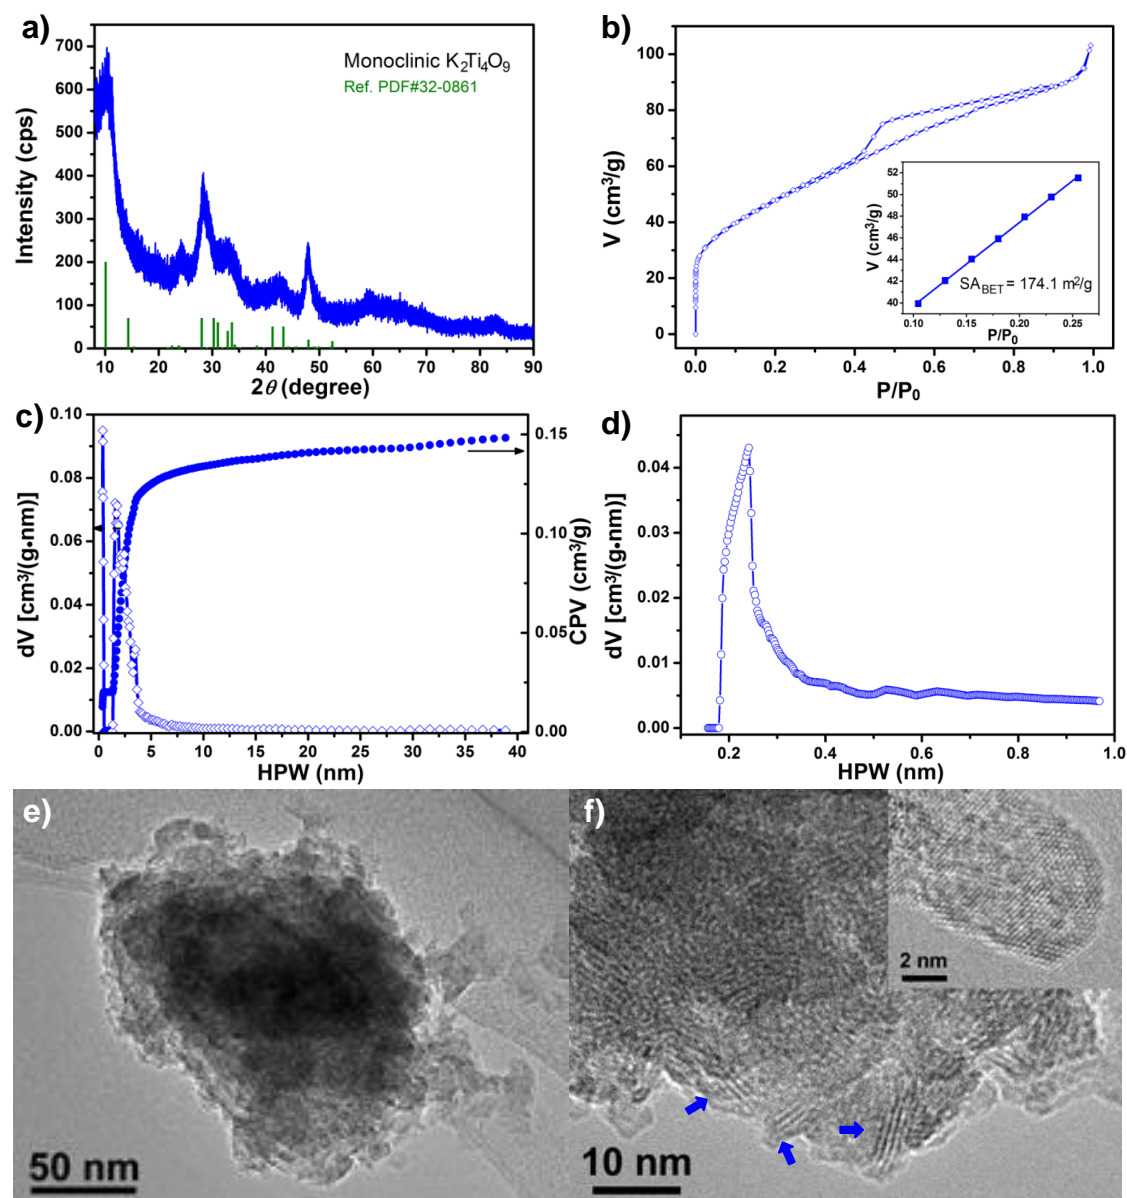 a)
Monoclinic K₂Ti₄O₉
Ref. PDF#32-0861
700
600
500
400
300
200
100
0
Intensity (cps)
10 20 30 40 50 60 70 80 90
2θ (degree)
b)
100
80
60
40
20
0
V (cm³/g)
0.0 0.2 0.4 0.6 0.8 1.0
P/P₀
52
50
48
46
44
42
40
V (cm³/g)
SA_BET = 174.1 m²/g
0.10 0.15 0.20 0.25
P/P₀
c)
0.10
0.08
0.06
0.04
0.02
0.00
dV [cm³/(g•nm)]
0.15
0.10
0.05
0.00
CPV (cm³/g)
0 5 10 15 20 25 30 35 40
HPW (nm)
d)
0.04
0.03
0.02
0.01
0.00
dV [cm³/(g•nm)]
0.2 0.4 0.6 0.8 1.0
HPW (nm)
e)
50 nm
f)
2 nm
10 nm